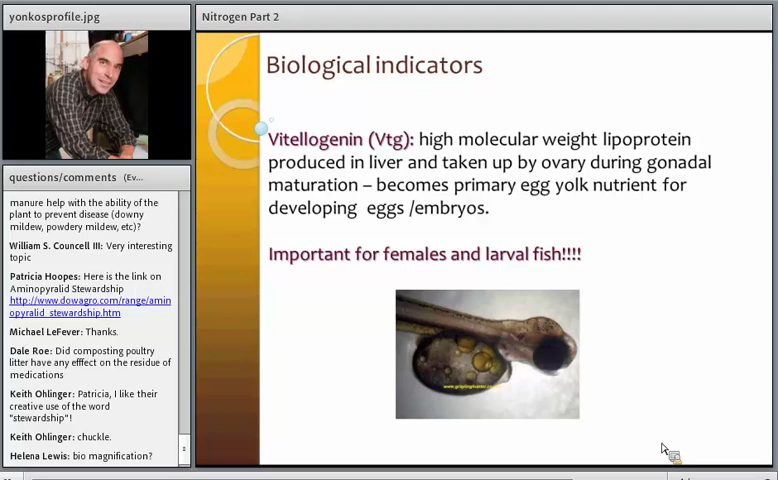 yonkosprofile.jpg
Nitrogen Part 2
questions/comments (Ev...
manure help with the ability of the
plant to prevent disease (downy
mildew, powdery mildew, etc)?
William S. Councell III: Very interesting
topic
Patricia Hoopes: Here is the link on
Aminopyralid Stewardship
http://www.dowagro.com/range/amin
opyralid_stewardship.htm
Michael LeFever: Thanks.
Dale Roe: Did composting poultry
litter have any efffect on the residue of
medications
Keith Ohlinger: Patricia, I like their
creative use of the word
"stewardship"!
Keith Ohlinger: chuckle.
Helena Lewis: bio magnification?
Biological indicators
Vitellogenin (Vtg): high molecular weight lipoprotein
produced in liver and taken up by ovary during gonadal
maturation – becomes primary egg yolk nutrient for
developing eggs /embryos.
Important for females and larval fish!!!!